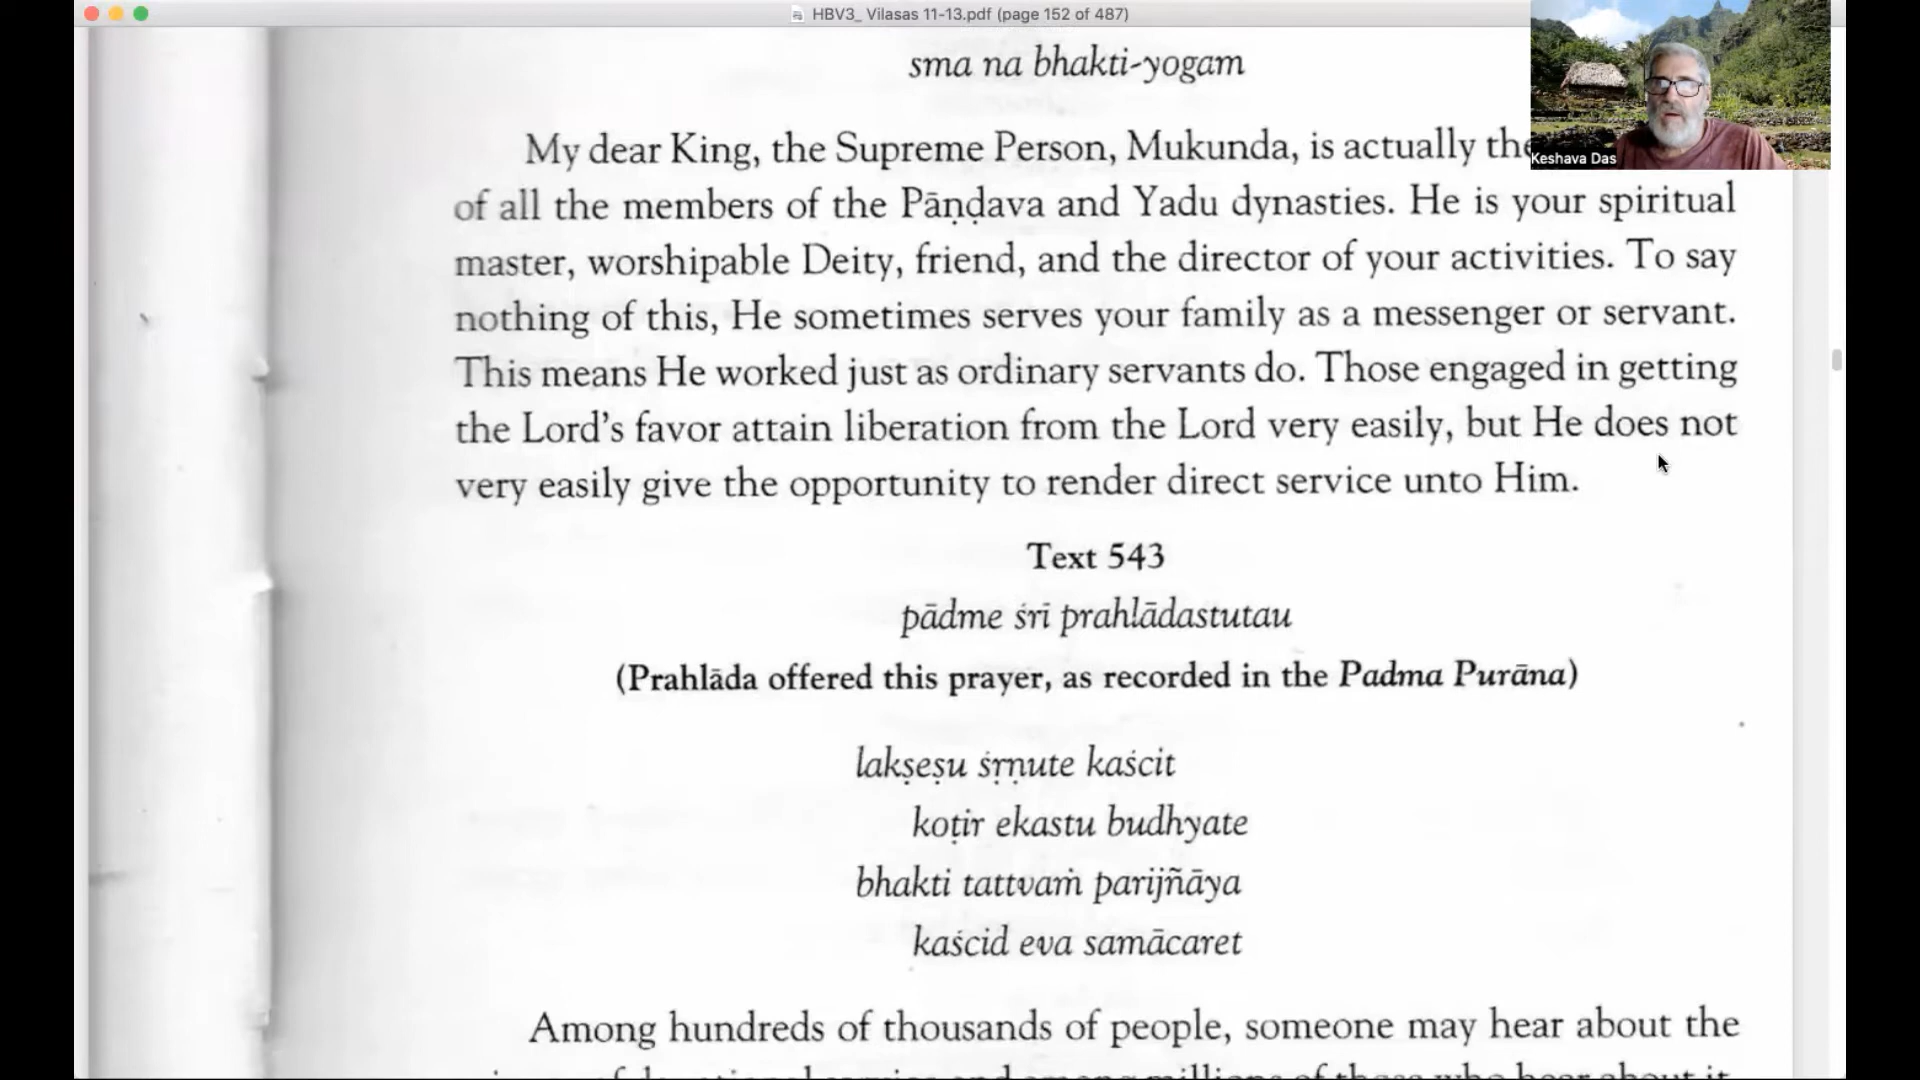 HBV3_ Vilasas 11-13.pdf (page 152 of 487)
Keshava Das
sma na bhakti-yogam
My dear King, the Supreme Person, Mukunda, is actually the
of all the members of the Pāṇḍava and Yadu dynasties. He is your spiritual
master, worshipable Deity, friend, and the director of your activities. To say
nothing of this, He sometimes serves your family as a messenger or servant.
This means He worked just as ordinary servants do. Those engaged in getting
the Lord's favor attain liberation from the Lord very easily, but He does not
very easily give the opportunity to render direct service unto Him.
Text 543
pādme śrī prahlādastutau
(Prahlāda offered this prayer, as recorded in the Padma Purāna)
lakṣeṣu śṛṇute kaścit
koṭir ekastu budhyate
bhakti tattvaṁ parijñāya
kaścid eva samācaret
Among hundreds of thousands of people, someone may hear about the